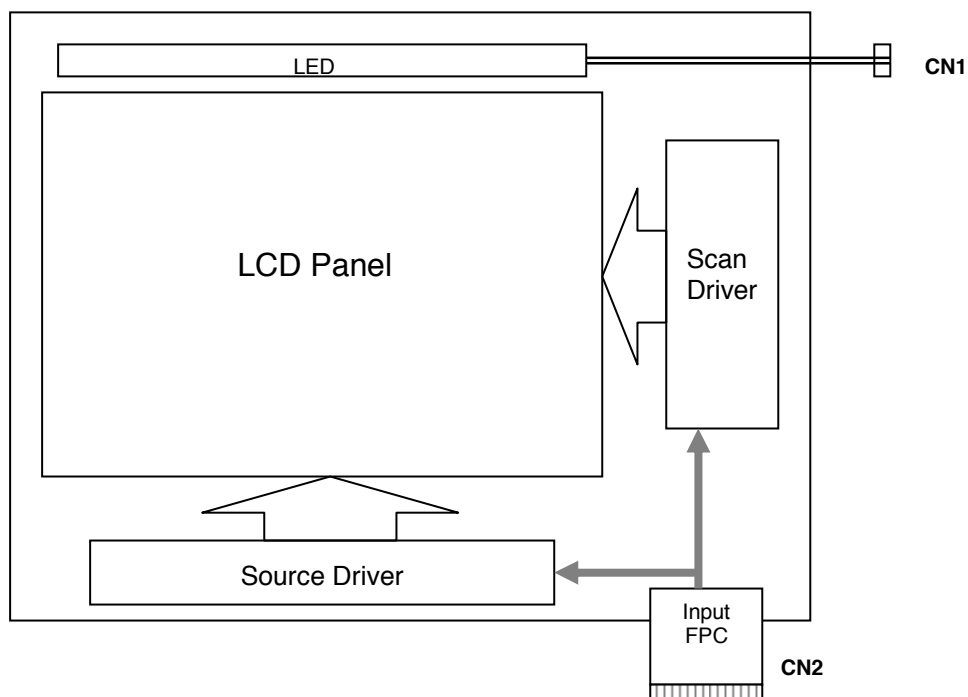 LED
CN1
LCD Panel
Scan
Driver
Source Driver
Input
FPC
CN2